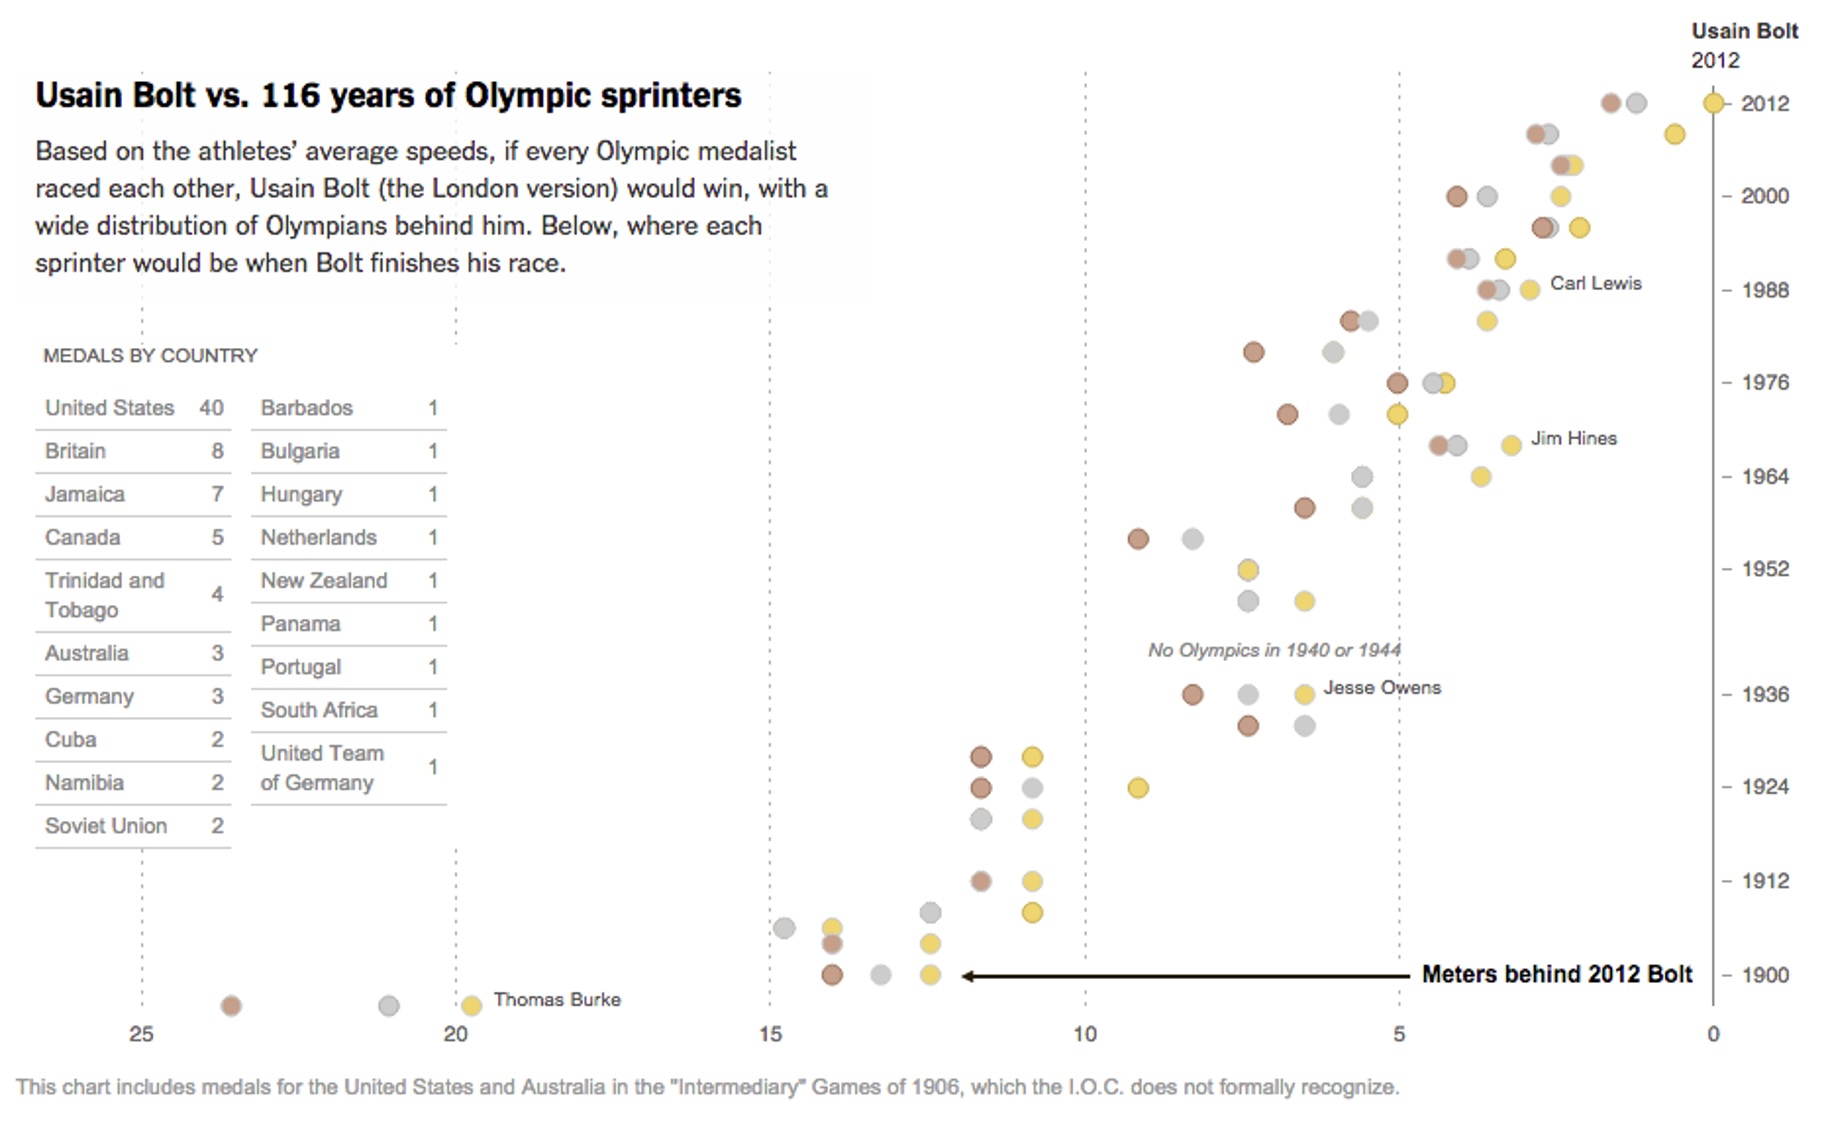 Usain Bolt
2012
Usain Bolt vs. 116 years of Olympic sprinters
Based on the athletes’ average speeds, if every Olympic medalist
raced each other, Usain Bolt (the London version) would win, with a
wide distribution of Olympians behind him. Below, where each
sprinter would be when Bolt finishes his race.
MEDALS BY COUNTRY
United States 40
Britain 8
Jamaica 7
Canada 5
Trinidad and
Tobago 4
Australia 3
Germany 3
Cuba 2
Namibia 2
Soviet Union 2
Barbados 1
Bulgaria 1
Hungary 1
Netherlands 1
New Zealand 1
Panama 1
Portugal 1
South Africa 1
United Team
of Germany 1
2012
2000
Carl Lewis
1988
1976
Jim Hines
1964
1952
No Olympics in 1940 or 1944
Jesse Owens
1936
1924
1912
Meters behind 2012 Bolt
1900
Thomas Burke
25 20 15 10 5 0
This chart includes medals for the United States and Australia in the "Intermediary" Games of 1906, which the I.O.C. does not formally recognize.